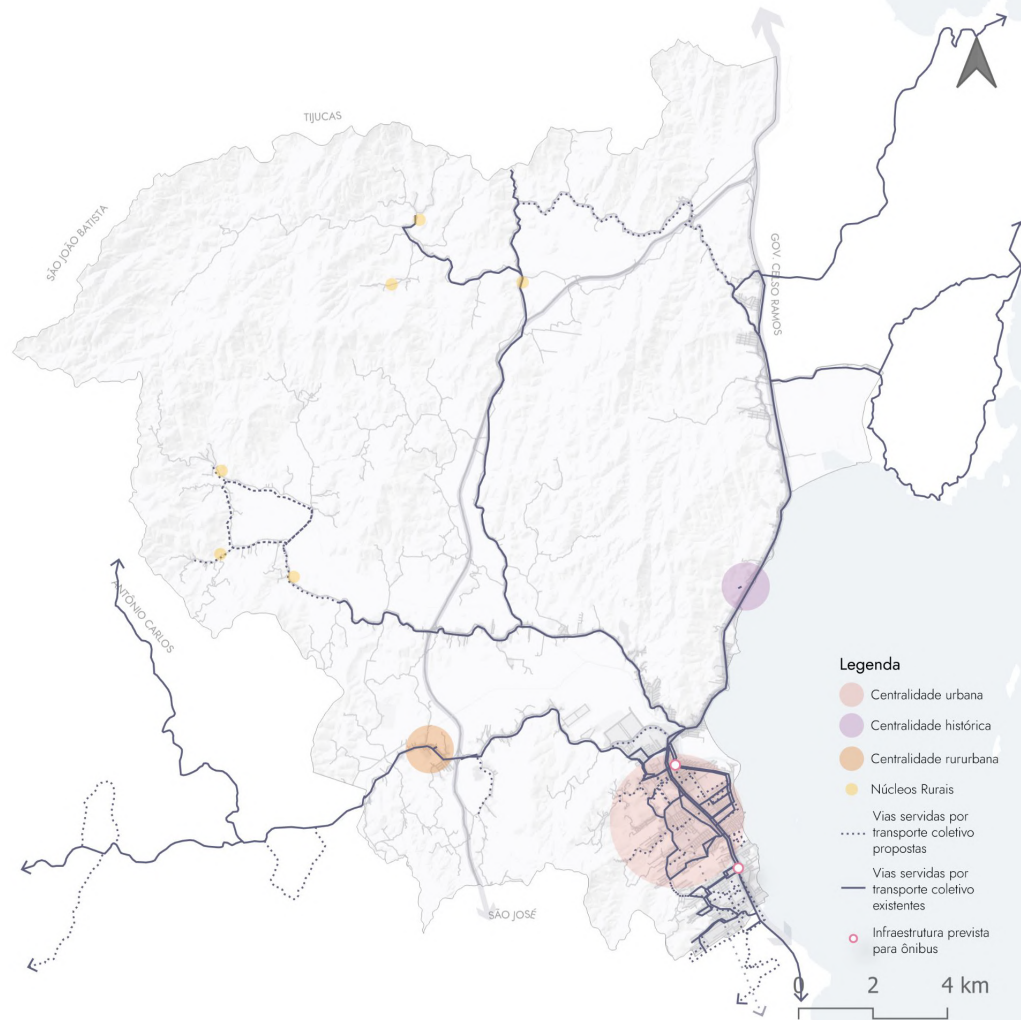 TIJUCAS
SÃO JOÃO BATISTA
GOV. CELSO RAMOS
ANTÔNIO CARLOS
SÃO JOSÉ
Legenda
Centralidade urbana
Centralidade histórica
Centralidade rururbana
Núcleos Rurais
Vias servidas por
transporte coletivo
propostas
Vias servidas por
transporte coletivo
existentes
Infraestrutura prevista
para ônibus
0 2 4 km